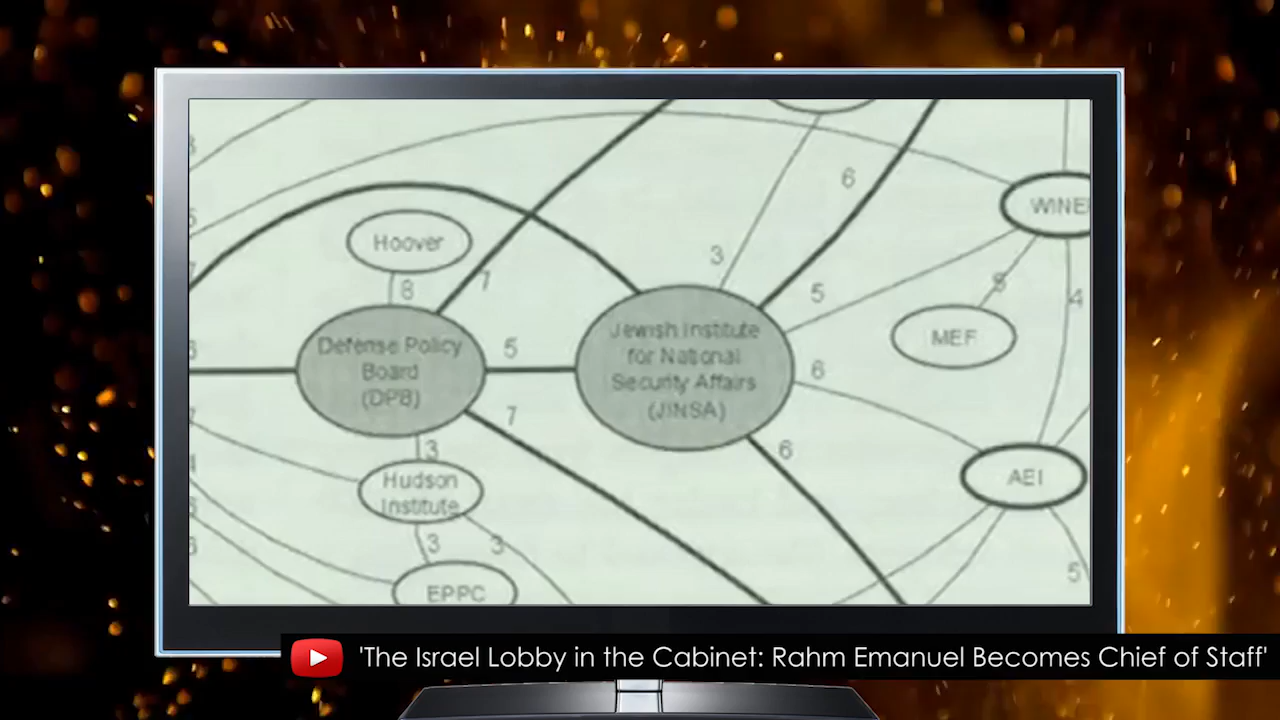 6
WINE
Hoover
3
8
7
5
5
4
MEF
Defense Policy
Board
(DPB)
5
Jewish Institute
for National
Security Affairs
(JINSA)
6
7
3
6
AEI
Hudson
Institute
3
3
5
EPPC
'The Israel Lobby in the Cabinet: Rahm Emanuel Becomes Chief of Staff'